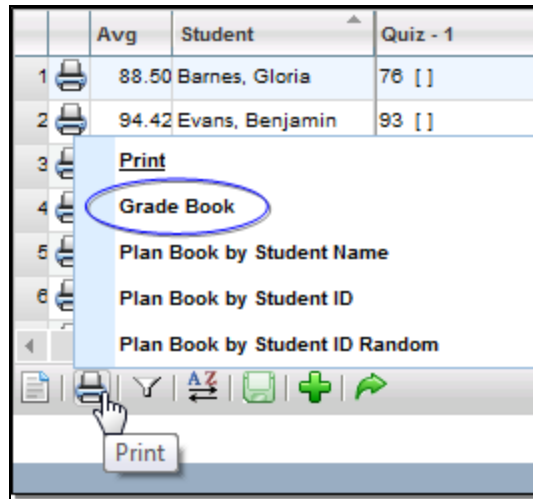 Avg Student Quiz - 1
1 88.50 Barnes, Gloria 76 [ ]
2 94.42 Evans, Benjamin 93 [ ]
3 Print
4 Grade Book
5 Plan Book by Student Name
6 Plan Book by Student ID
Plan Book by Student ID Random
AZ
Print